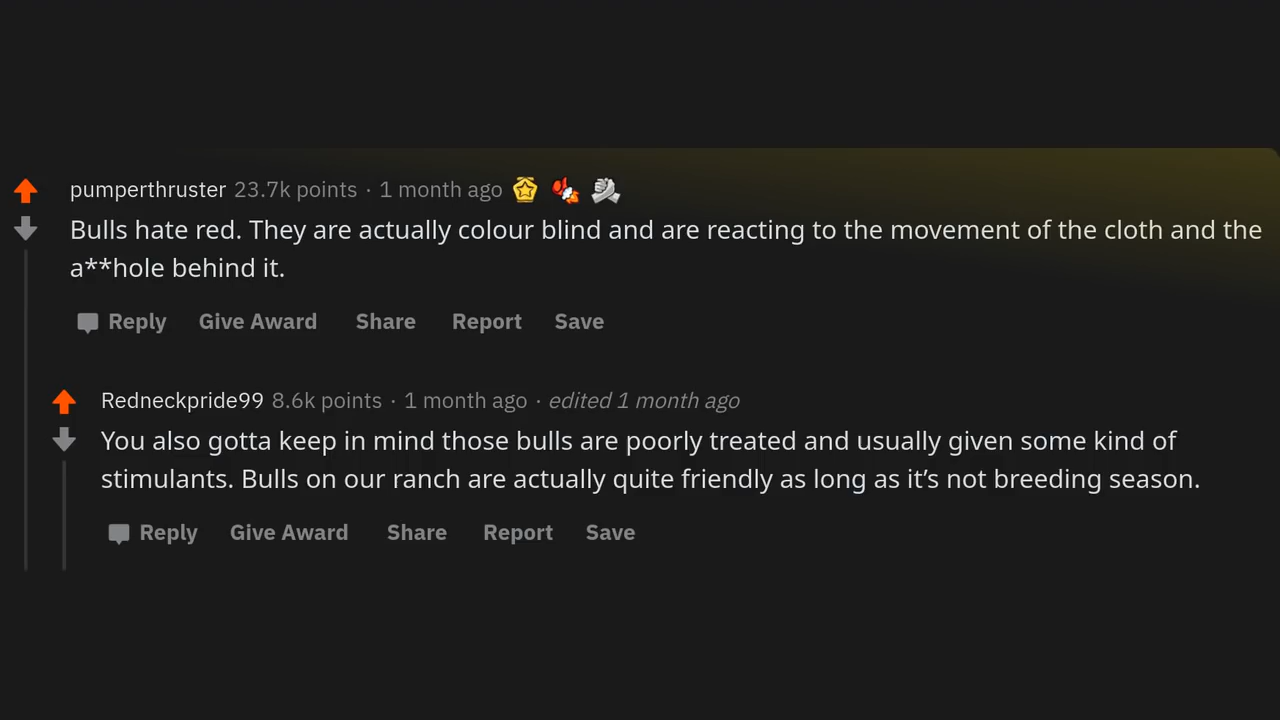 pumperthruster 23.7k points · 1 month ago
Bulls hate red. They are actually colour blind and are reacting to the movement of the cloth and the
a**hole behind it.
Reply Give Award Share Report Save
Redneckpride99 8.6k points · 1 month ago · edited 1 month ago
You also gotta keep in mind those bulls are poorly treated and usually given some kind of
stimulants. Bulls on our ranch are actually quite friendly as long as it’s not breeding season.
Reply Give Award Share Report Save